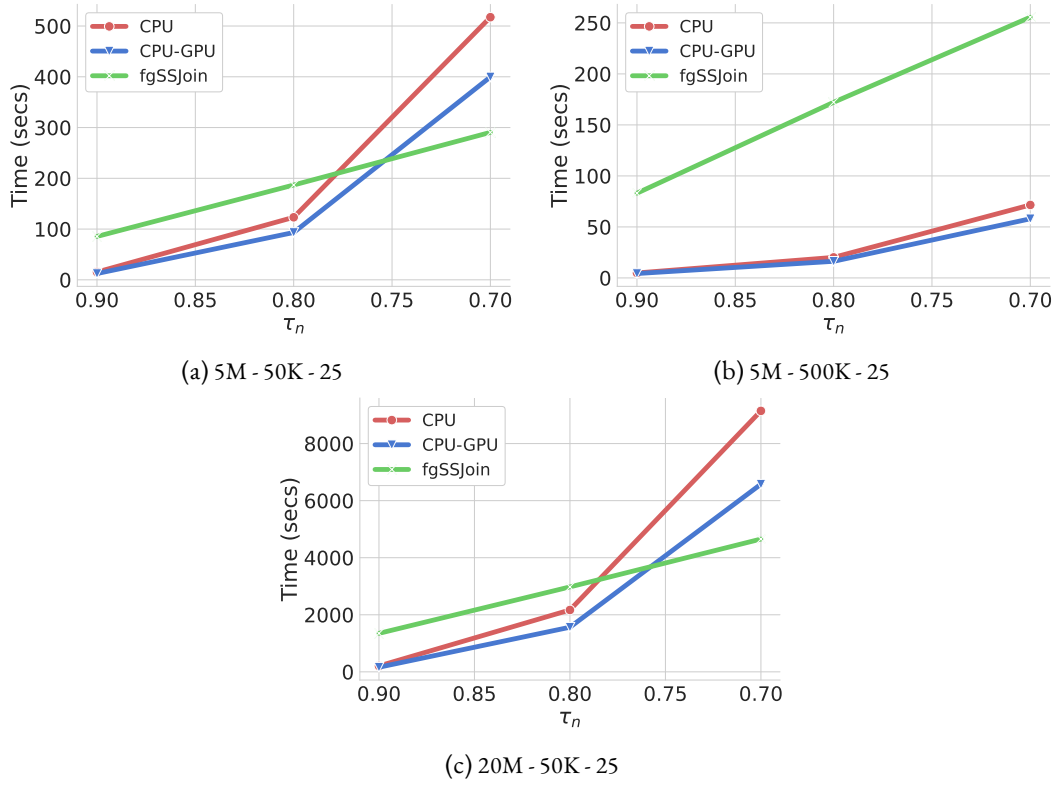 500
400
300
200
100
0
Time (secs)
CPU
CPU-GPU
fgSSJoin
0.90 0.85 0.80 0.75 0.70
τn
(a) 5M - 50K - 25
250
200
150
100
50
0
Time (secs)
CPU
CPU-GPU
fgSSJoin
0.90 0.85 0.80 0.75 0.70
τn
(b) 5M - 500K - 25
8000
6000
4000
2000
0
Time (secs)
CPU
CPU-GPU
fgSSJoin
0.90 0.85 0.80 0.75 0.70
τn
(c) 20M - 50K - 25